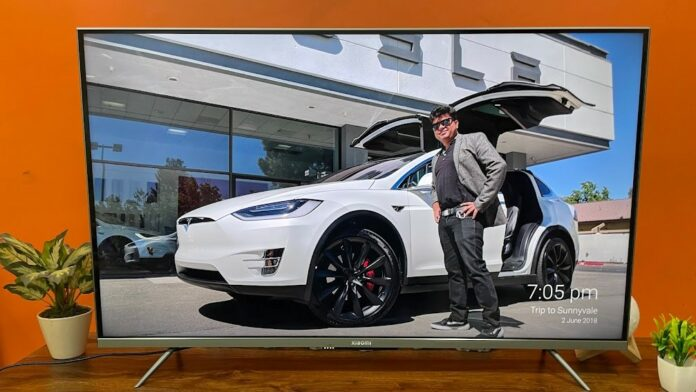 7:05 pm
Trip to Sunnyvale
2 June 2018
xiaomi